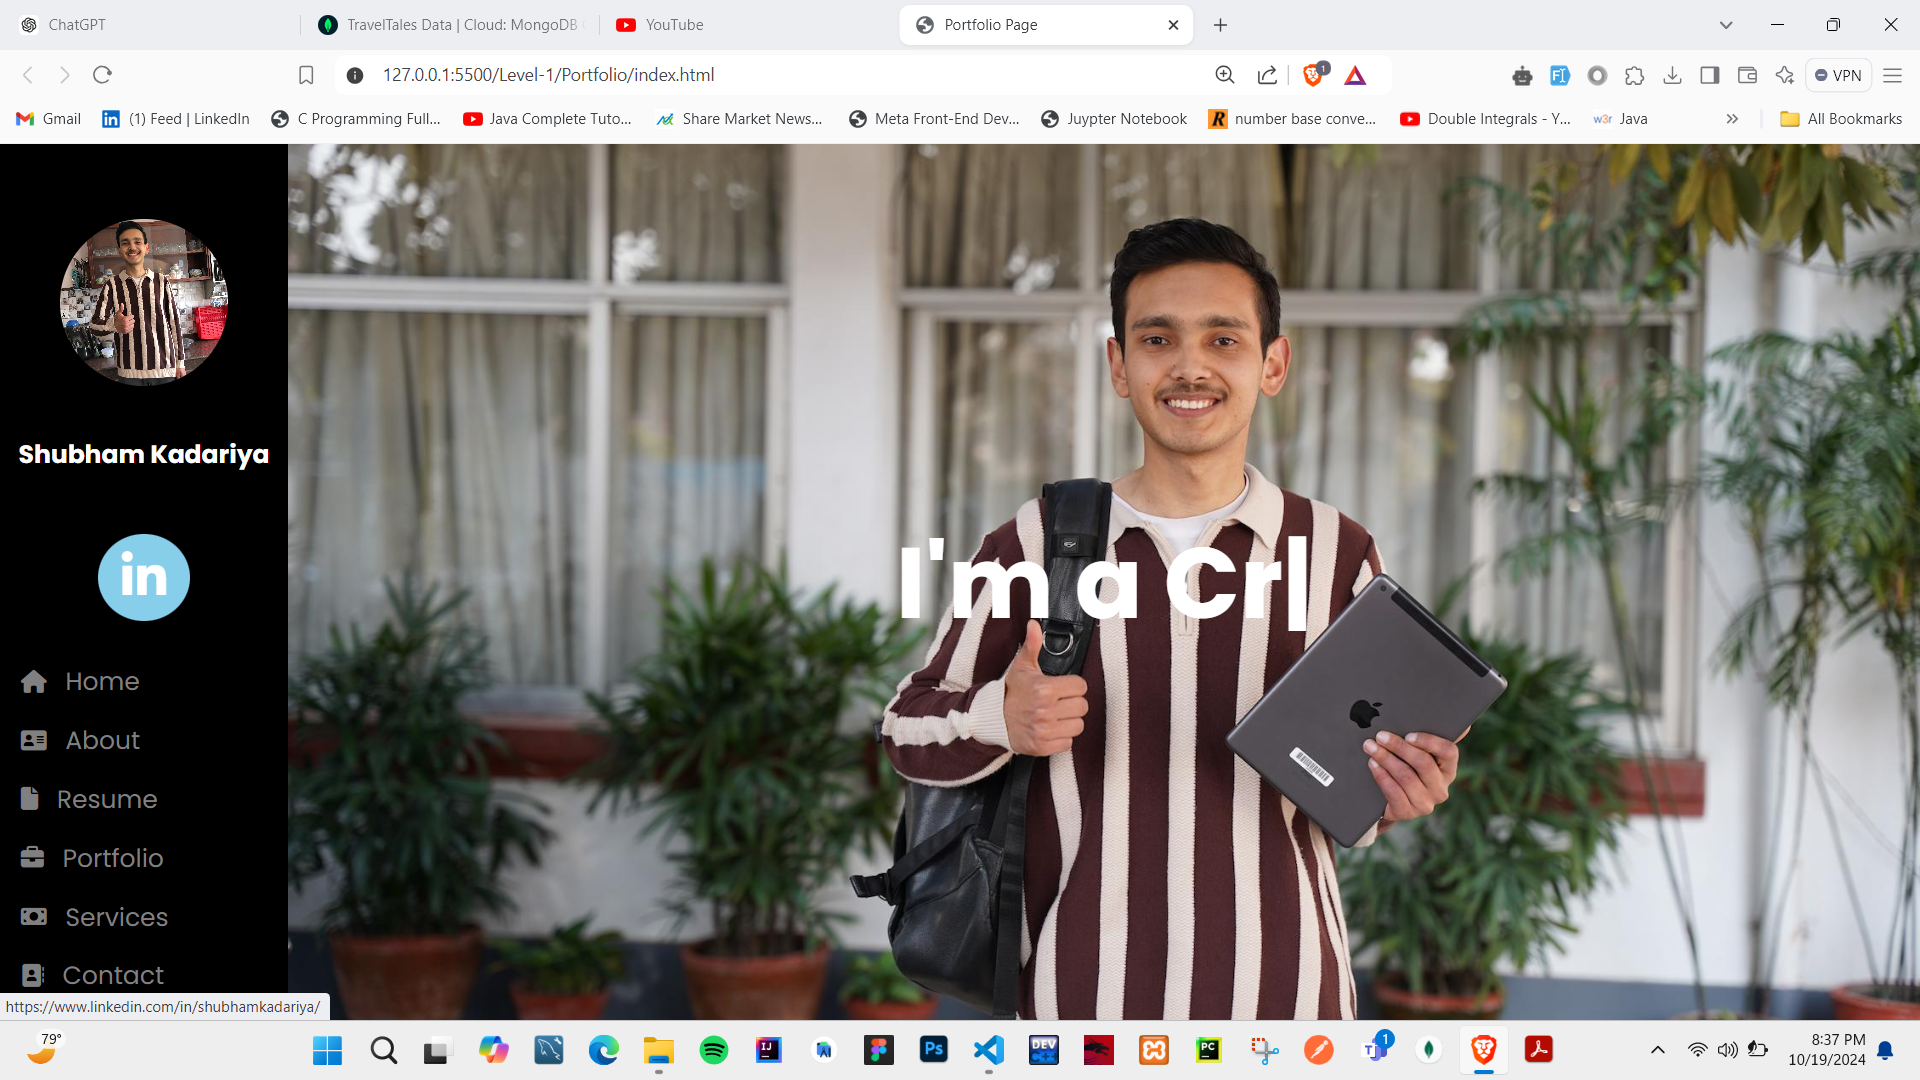 ChatGPT
TravelTales Data | Cloud: MongoDB
YouTube
Portfolio Page
127.0.0.1:5500/Level-1/Portfolio/index.html
1
VPN
Gmail
(1) Feed | LinkedIn
C Programming Full...
Java Complete Tuto...
Share Market News...
Meta Front-End Dev...
Juypter Notebook
number base conve...
Double Integrals - Y...
w3r
Java
All Bookmarks
Shubham Kadariya
in
Home
About
Resume
Portfolio
Services
Contact
I'm a Cr|
https://www.linkedin.com/in/shubhamkadariya/
79°
8:37 PM
10/19/2024